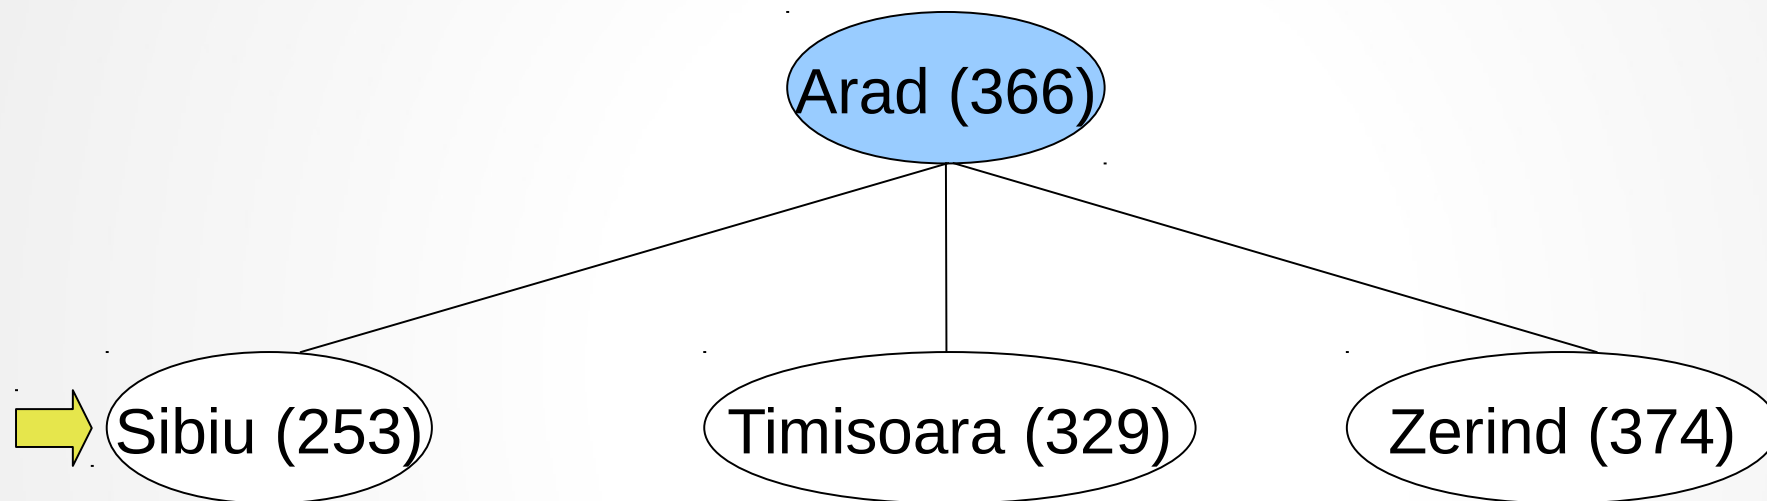 Arad (366)
Sibiu (253)
Timisoara (329)
Zerind (374)